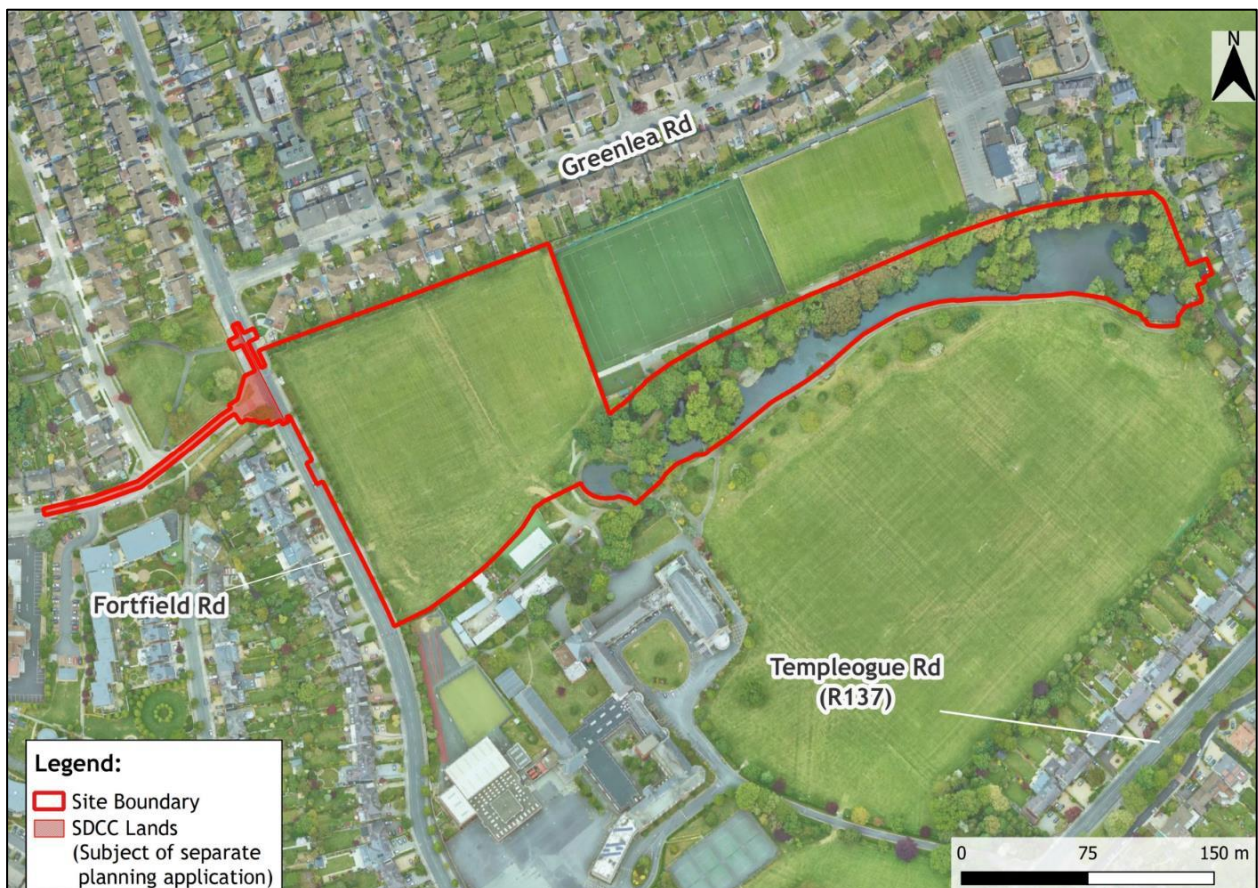 N
Greenlea Rd
Fortfield Rd
Templeogue Rd
(R137)
Legend:
Site Boundary
SDCC Lands
(Subject of separate
planning application)
0 75 150 m